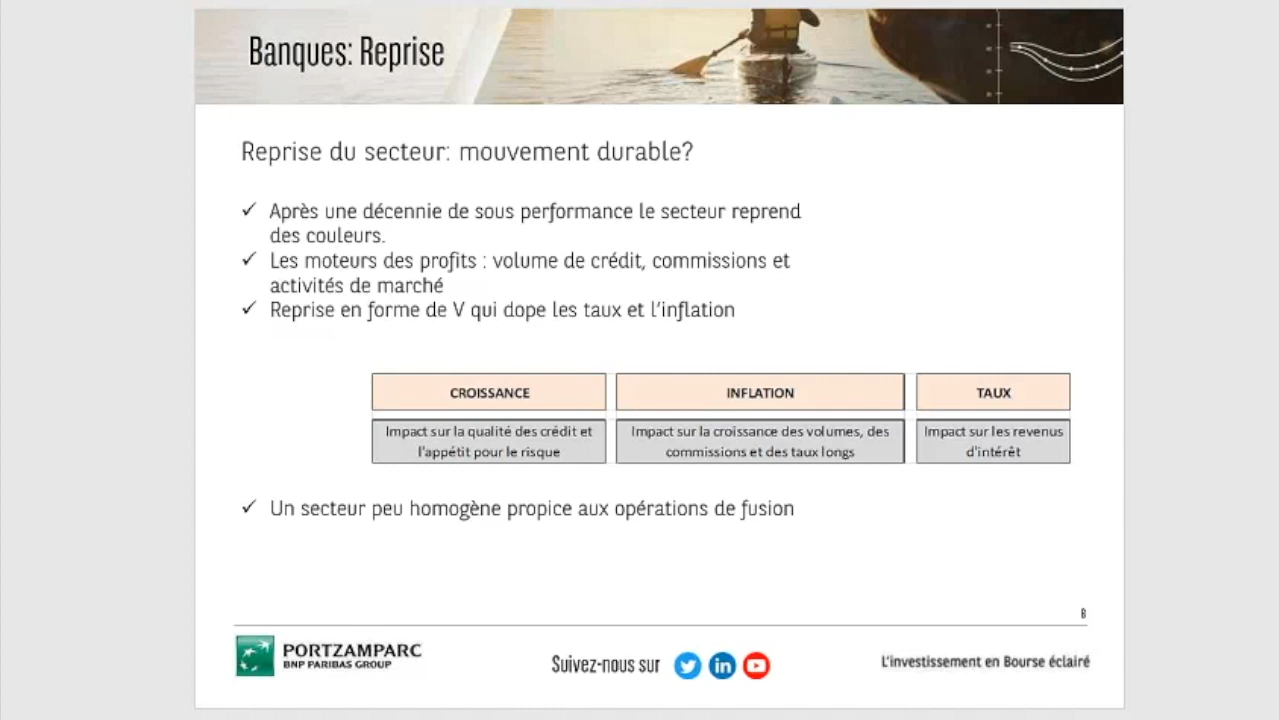 Banques: Reprise
Reprise du secteur: mouvement durable?
✓ Après une décennie de sous performance le secteur reprend
des couleurs.
✓ Les moteurs des profits : volume de crédit, commissions et
activités de marché
✓ Reprise en forme de V qui dope les taux et l'inflation
CROISSANCE INFLATION TAUX
Impact sur la qualité des crédit et
l'appétit pour le risque
Impact sur la croissance des volumes, des
commissions et des taux longs
Impact sur les revenus
d'intérêt
✓ Un secteur peu homogène propice aux opérations de fusion
PORTZAMPARC
BNP PARIBAS GROUP
Suivez-nous sur
L'investissement en Bourse éclairé